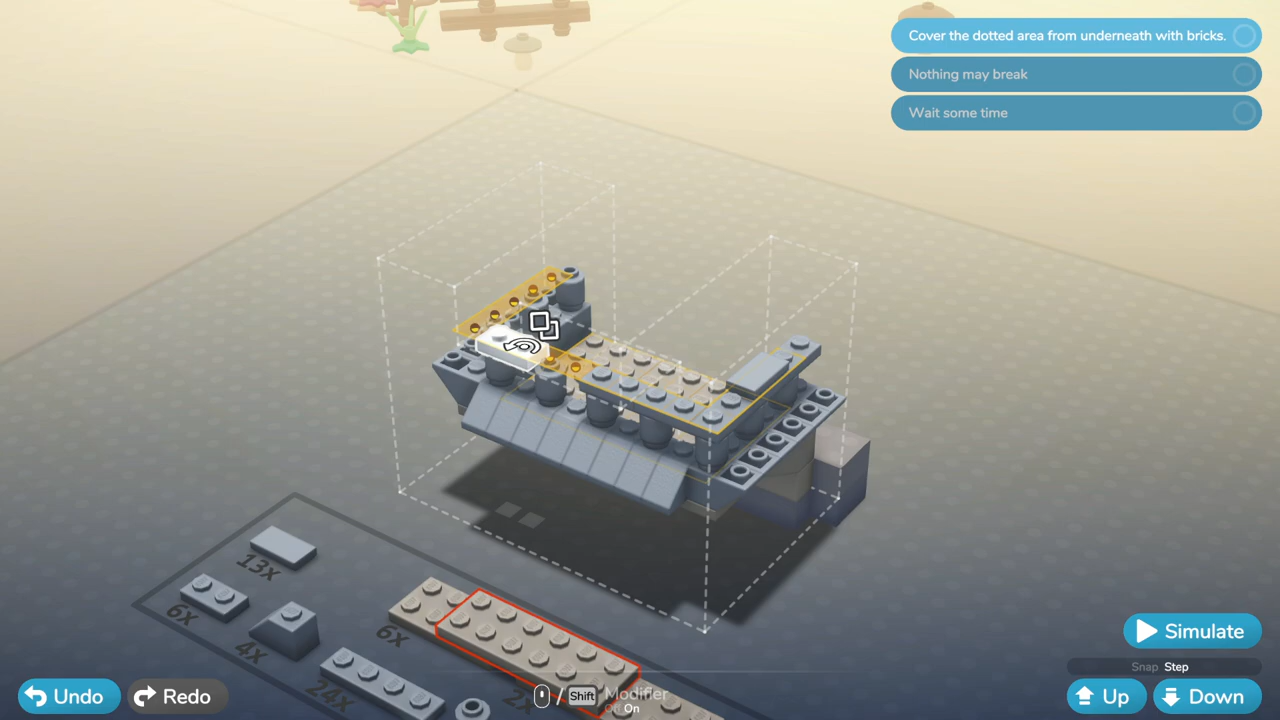 Cover the dotted area from underneath with bricks.
Nothing may break
Wait some time
13x
6x
4x
24x
6x
2x
Simulate
Snap Step
Undo
Redo
/ Shift Modifier
Off On
Up
Down